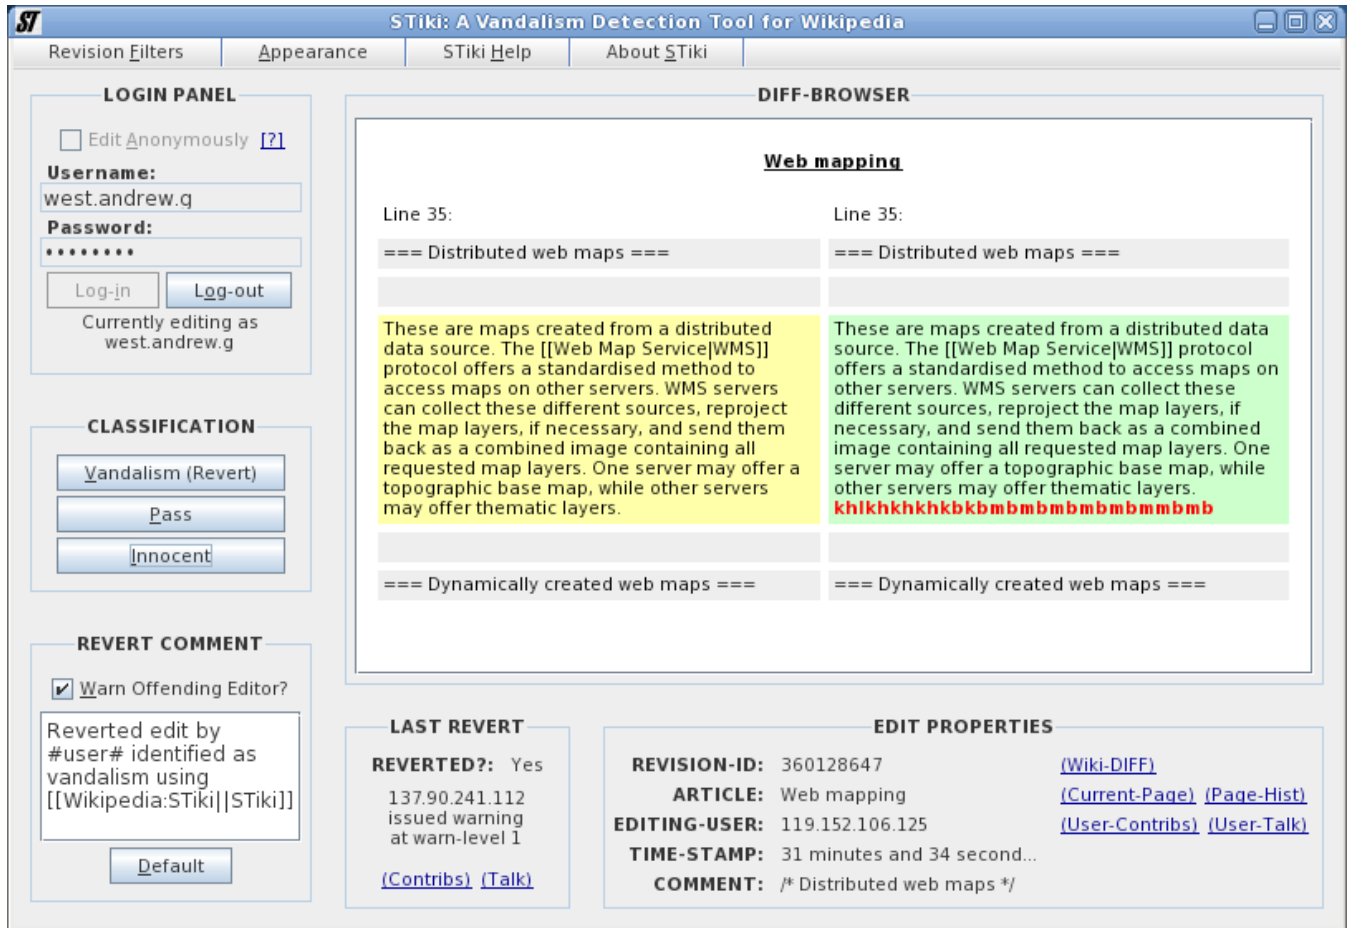 ST STiki: A Vandalism Detection Tool for Wikipedia
Revision Filters Appearance STiki Help About STiki
LOGIN PANEL
Edit Anonymously [?]
Username:
west.andrew.g
Password:
••••••••
Log-in Log-out
Currently editing as
west.andrew.g
CLASSIFICATION
Vandalism (Revert)
Pass
Innocent
REVERT COMMENT
Warn Offending Editor?
Reverted edit by
#user# identified as
vandalism using
[[Wikipedia:STiki||STiki]]
Default
DIFF-BROWSER
Web mapping
Line 35: Line 35:
=== Distributed web maps === === Distributed web maps ===
These are maps created from a distributed
data source. The [[Web Map Service|WMS]]
protocol offers a standardised method to
access maps on other servers. WMS servers
can collect these different sources, reproject
the map layers, if necessary, and send them
back as a combined image containing all
requested map layers. One server may offer a
topographic base map, while other servers
may offer thematic layers.
These are maps created from a distributed data
source. The [[Web Map Service|WMS]] protocol
offers a standardised method to access maps on
other servers. WMS servers can collect these
different sources, reproject the map layers, if
necessary, and send them back as a combined
image containing all requested map layers. One
server may offer a topographic base map, while
other servers may offer thematic layers.
khlkhkhkhkbkbmbmbmbmbmbmmbmb
=== Dynamically created web maps === === Dynamically created web maps ===
LAST REVERT
REVERTED?: Yes
137.90.241.112
issued warning
at warn-level 1
(Contribs) (Talk)
EDIT PROPERTIES
REVISION-ID: 360128647 (Wiki-DIFF)
ARTICLE: Web mapping (Current-Page) (Page-Hist)
EDITING-USER: 119.152.106.125 (User-Contribs) (User-Talk)
TIME-STAMP: 31 minutes and 34 second...
COMMENT: /* Distributed web maps */